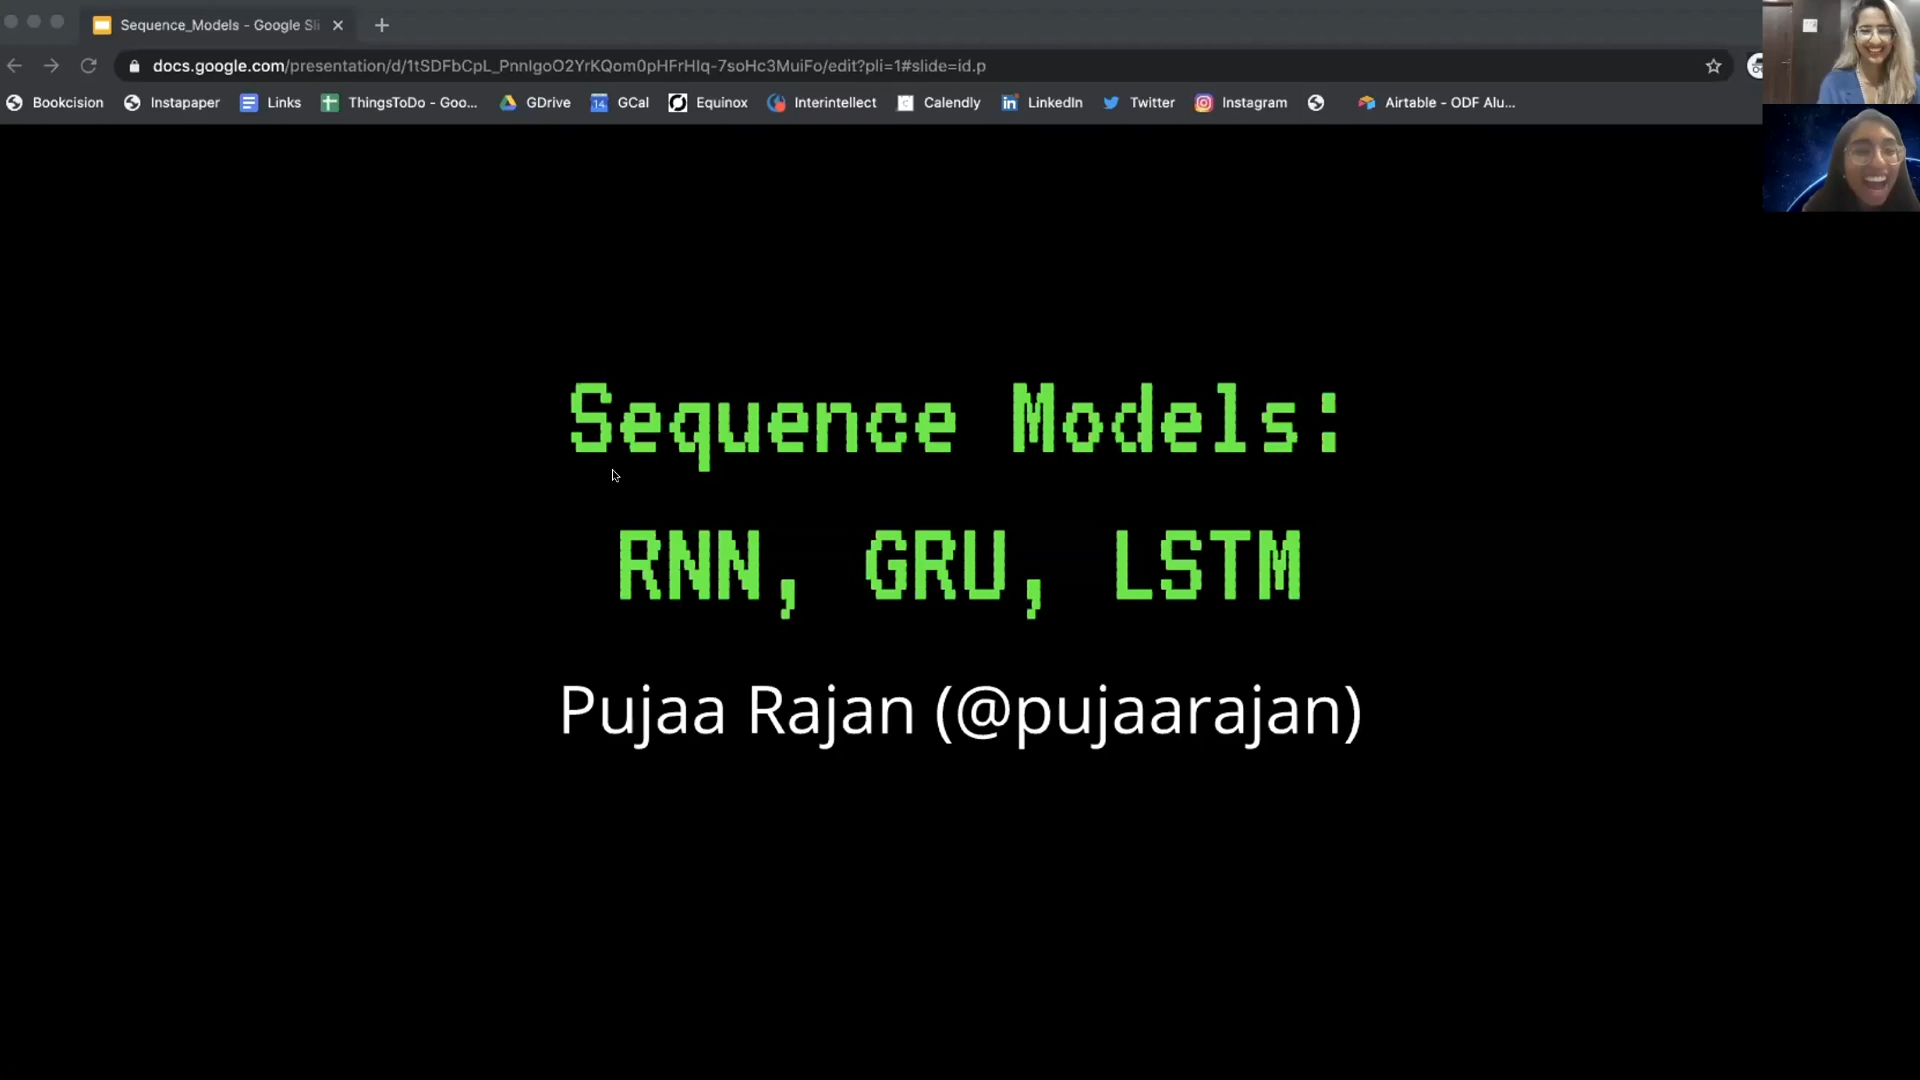 Sequence_Models - Google Sli
docs.google.com/presentation/d/1tSDFbCpL_PnnIgoO2YrKQom0pHFrHIq-7soHc3MuiFo/edit?pli=1#slide=id.p
Bookcision Instapaper Links ThingsToDo - Goo... GDrive 14 GCal Equinox Interintellect C Calendly in LinkedIn Twitter Instagram Airtable - ODF Alu...
Sequence Models:
RNN, GRU, LSTM
Pujaa Rajan (@pujaarajan)